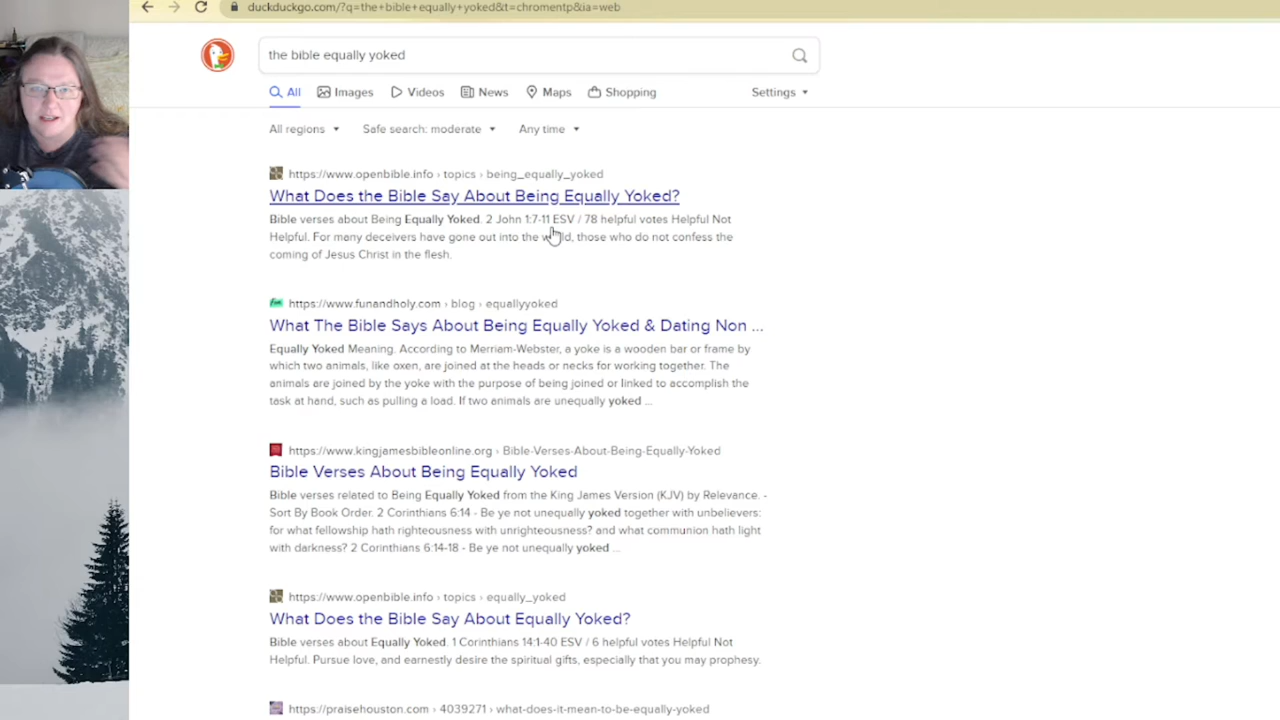 duckduckgo.com/?q=the+bible+equally+yoked&t=chromentp&ia=web
the bible equally yoked
All Images Videos News Maps Shopping Settings
All regions Safe search: moderate Any time
https://www.openbible.info › topics › being_equally_yoked
What Does the Bible Say About Being Equally Yoked?
Bible verses about Being Equally Yoked. 2 John 1:7-11 ESV / 78 helpful votes Helpful Not
Helpful. For many deceivers have gone out into the world, those who do not confess the
coming of Jesus Christ in the flesh.
https://www.funandholy.com › blog › equallyyoked
What The Bible Says About Being Equally Yoked & Dating Non ...
Equally Yoked Meaning. According to Merriam-Webster, a yoke is a wooden bar or frame by
which two animals, like oxen, are joined at the heads or necks for working together. The
animals are joined by the yoke with the purpose of being joined or linked to accomplish the
task at hand, such as pulling a load. If two animals are unequally yoked ...
https://www.kingjamesbibleonline.org › Bible-Verses-About-Being-Equally-Yoked
Bible Verses About Being Equally Yoked
Bible verses related to Being Equally Yoked from the King James Version (KJV) by Relevance. -
Sort By Book Order. 2 Corinthians 6:14 - Be ye not unequally yoked together with unbelievers:
for what fellowship hath righteousness with unrighteousness? and what communion hath light
with darkness? 2 Corinthians 6:14-18 - Be ye not unequally yoked ...
https://www.openbible.info › topics › equally_yoked
What Does the Bible Say About Equally Yoked?
Bible verses about Equally Yoked. 1 Corinthians 14:1-40 ESV / 6 helpful votes Helpful Not
Helpful. Pursue love, and earnestly desire the spiritual gifts, especially that you may prophesy.
https://praisehouston.com › 4039271 › what-does-it-mean-to-be-equally-yoked